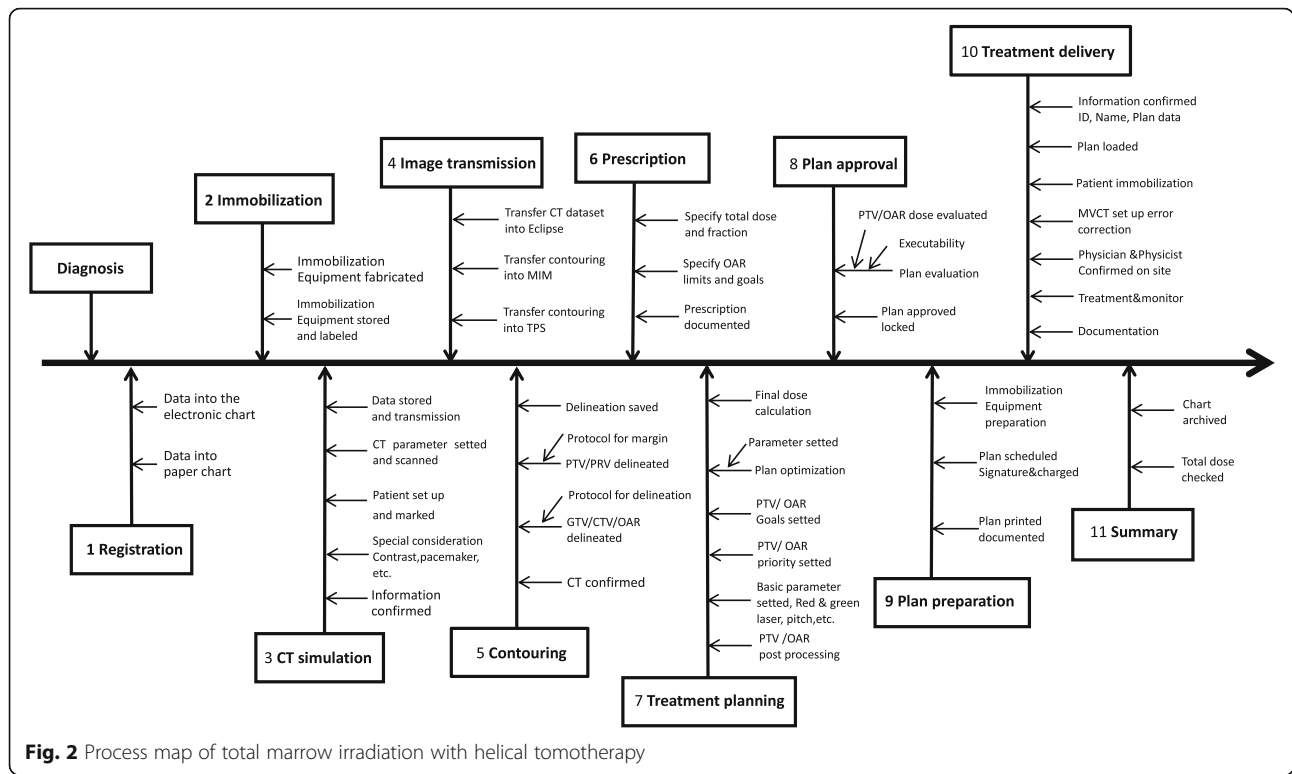 10 Treatment delivery
Information confirmed
ID, Name, Plan data
Plan loaded
Patient immobilization
MVCT set up error
correction
Physician &Physicist
Confirmed on site
Treatment&monitor
Documentation
4 Image transmission
Transfer CT dataset
into Eclipse
Transfer contouring
into MIM
Transfer contouring
into TPS
6 Prescription
Specify total dose
and fraction
Specify OAR
limits and goals
Prescription
documented
8 Plan approval
PTV/OAR dose evaluated
Executability
Plan evaluation
Plan approved
locked
2 Immobilization
Immobilization
Equipment fabricated
Immobilization
Equipment stored
and labeled
Diagnosis
Data into the
electronic chart
Data into
paper chart
1 Registration
Data stored
and transmission
CT parameter setted
and scanned
Patient set up
and marked
Special consideration
Contrast,pacemaker,
etc.
Information
confirmed
3 CT simulation
Delineation saved
Protocol for margin
PTV/PRV delineated
Protocol for delineation
GTV/CTV/OAR
delineated
CT confirmed
5 Contouring
Final dose
calculation
Parameter setted
Plan optimization
PTV/ OAR
Goals setted
PTV/ OAR
priority setted
Basic parameter
setted, Red & green
laser, pitch,etc.
PTV /OAR
post processing
7 Treatment planning
Immobilization
Equipment
preparation
Plan scheduled
Signature&charged
Plan printed
documented
9 Plan preparation
Chart
archived
Total dose
checked
11 Summary
Fig. 2 Process map of total marrow irradiation with helical tomotherapy